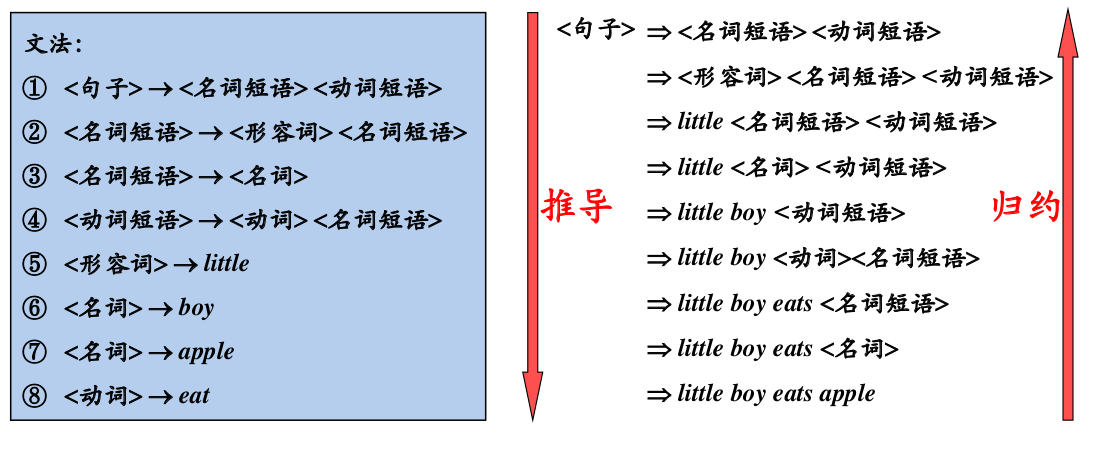 文法：
① <句子>→<名词短语><动词短语>
② <名词短语>→<形容词><名词短语>
③ <名词短语>→<名词>
④ <动词短语>→<动词><名词短语>
⑤ <形容词>→little
⑥ <名词>→boy
⑦ <名词>→apple
⑧ <动词>→eat
推导
<句子> ⇒ <名词短语><动词短语>
⇒ <形容词><名词短语> <动词短语>
⇒ little <名词短语> <动词短语>
⇒ little <名词> <动词短语>
⇒ little boy <动词短语>
⇒ little boy <动词><名词短语>
⇒ little boy eats <名词短语>
⇒ little boy eats <名词>
⇒ little boy eats apple
归约